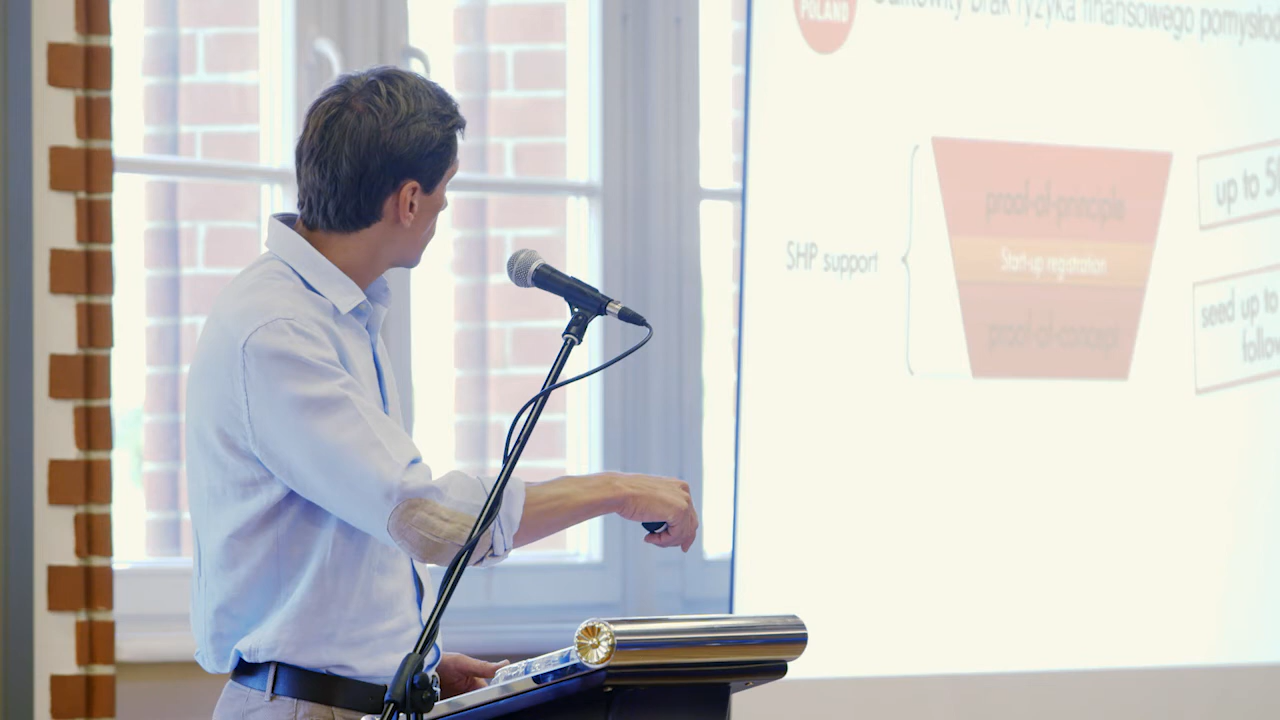 POLAND
Całkowity brak ryzyka finansowego pomysłod
proof-of-principle
up to 5
SHP support
Start-up registration
seed up to
proof-of-concept
follow